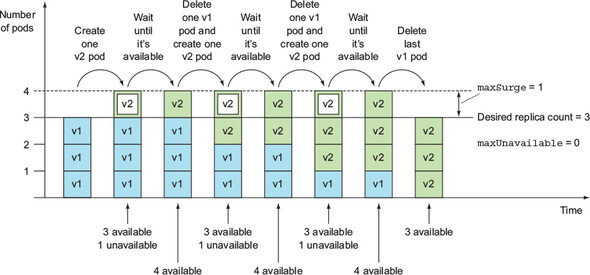 Number
of pods
Create
one
v2 pod
Wait
until
it's
available
Delete
one v1
pod and
create one
v2 pod
Wait
until
it's
available
Delete
one v1
pod and
create one
v2 pod
Wait
until
it's
available
Delete
last
v1 pod
4
v2 v2 v2 v2 v2 v2
maxSurge = 1
3
Desired replica count = 3
v1 v1 v1 v2 v2 v2 v2 v2
maxUnavailable = 0
2
v1 v1 v1 v1 v1 v2 v2 v2
1
v1 v1 v1 v1 v1 v1 v1 v2
Time
3 available
1 unavailable
3 available
1 unavailable
3 available
1 unavailable
3 available
4 available
4 available
4 available